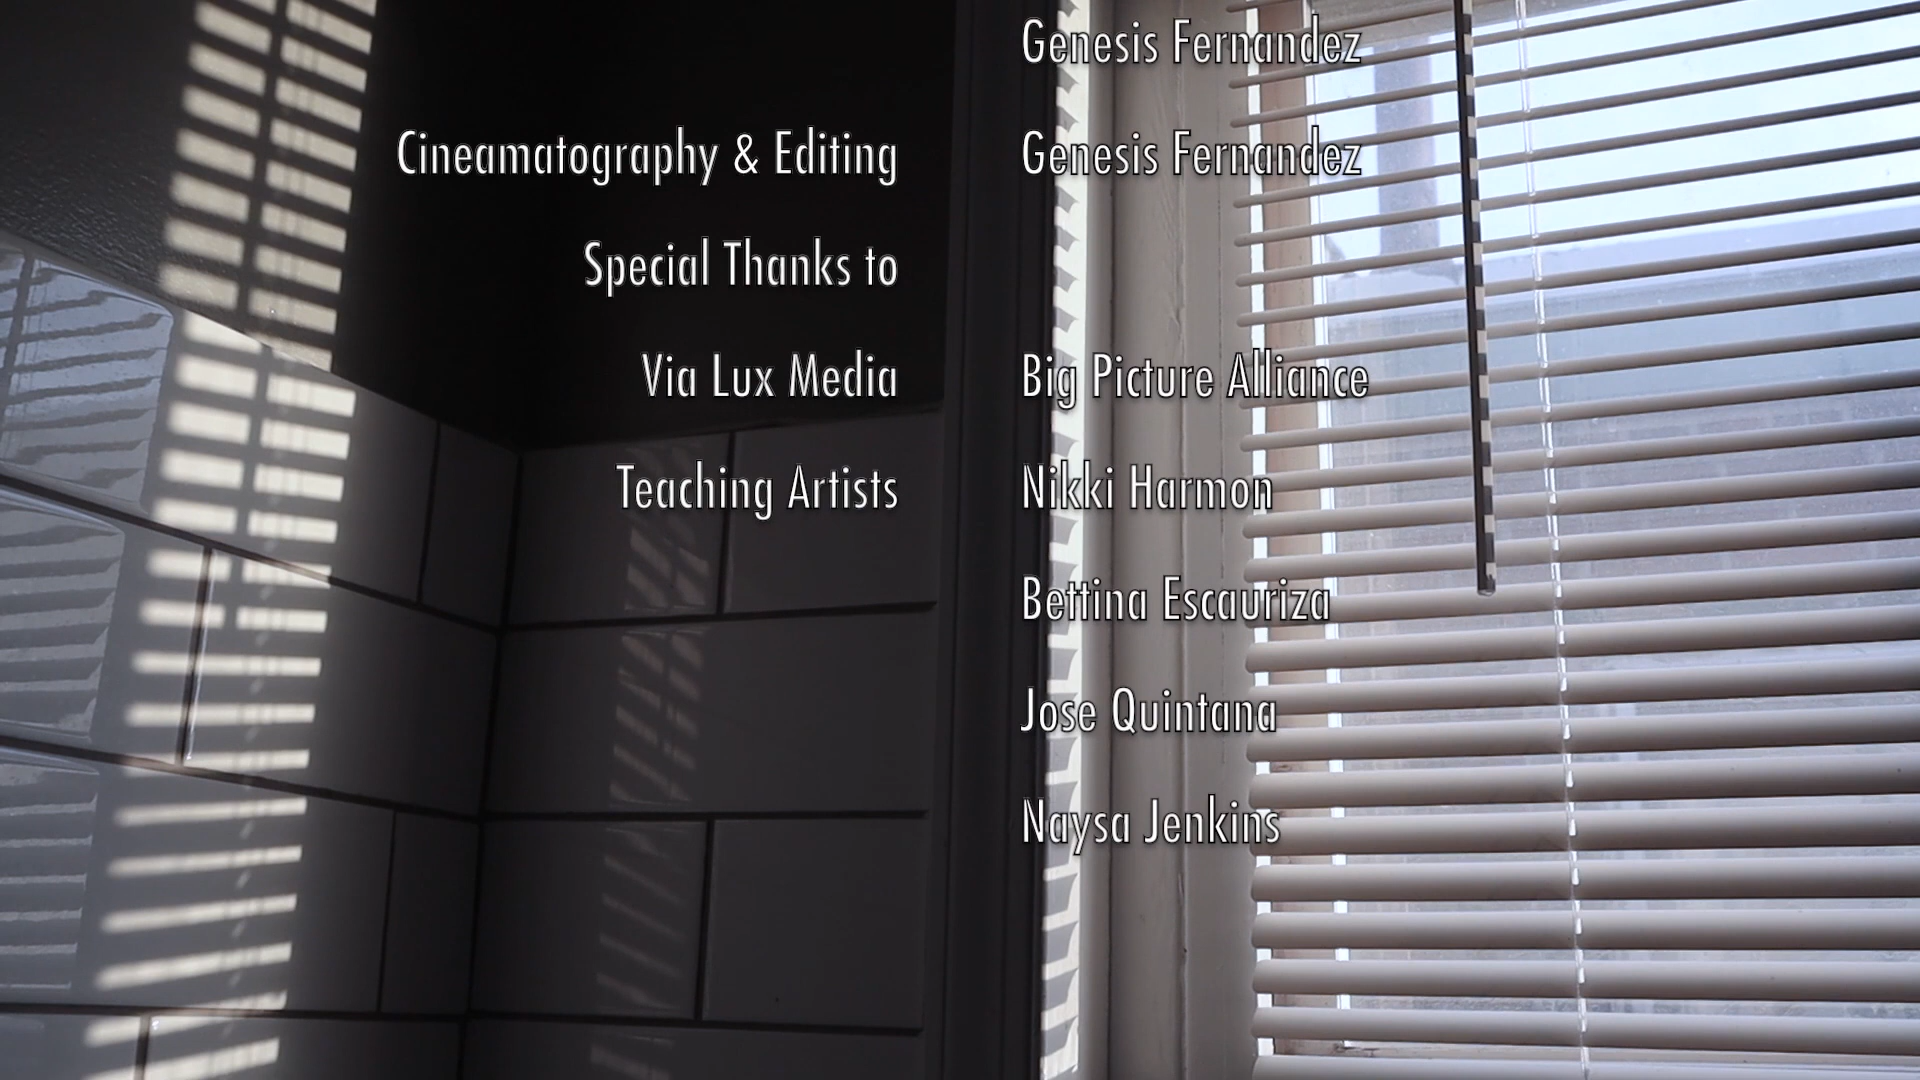 Genesis Fernandez
Cineamatography & Editing Genesis Fernandez
Special Thanks to
Via Lux Media Big Picture Alliance
Teaching Artists Nikki Harmon
Bettina Escauriza
Jose Quintana
Naysa Jenkins